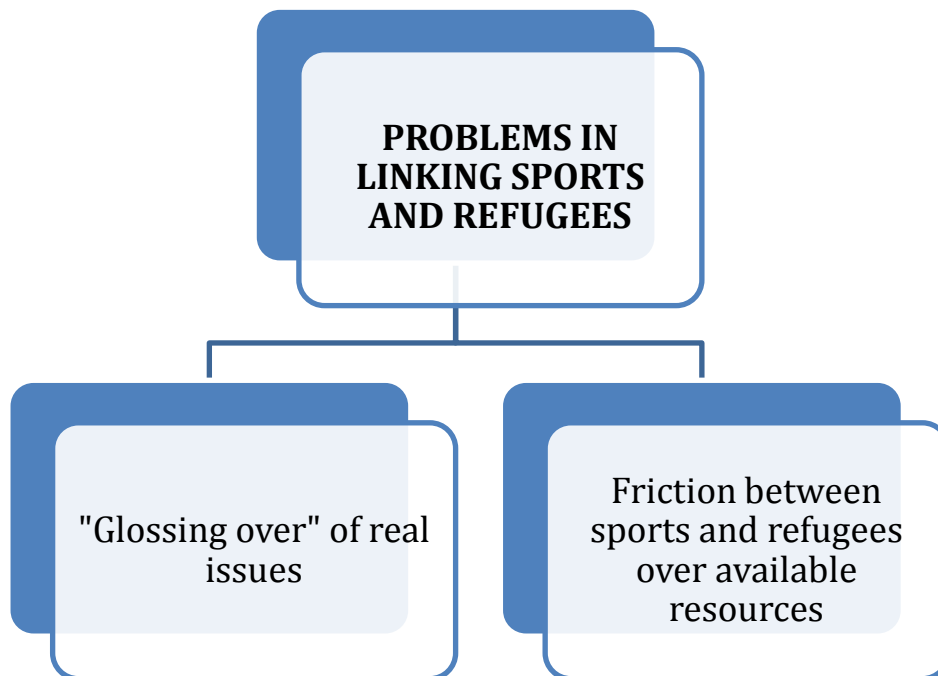 PROBLEMS IN
LINKING SPORTS
AND REFUGEES
"Glossing over" of real
issues
Friction between
sports and refugees
over available
resources